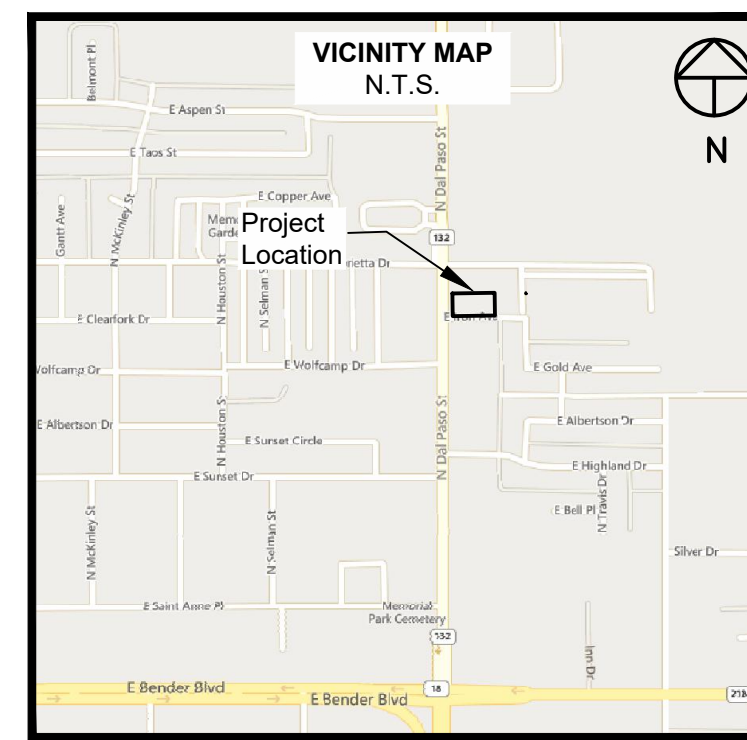 VICINITY MAP
N.T.S.
N
Belmont Pl
E Aspen St
E Taos St
N Dal Paso St
E Copper Ave
Gantt Ave
N McKinley St
Project
Location
132
N Houston St
N Selman
E Clearfork Dr
E Wolfcamp Dr
E Gold Ave
E Albertson Dr
E Albertson Dr
N Houston S
N Dal Paso St
E Sunset Circle
E Sunset Dr
E Highland Dr
E Bell Pl
N Travis Dr
N McKinley St
N Selman St
Silver Dr
E Saint Anne Pl
Memorial
Park Cemetery
132
Inn Dr
E Bender Blvd
E Bender Blvd
18